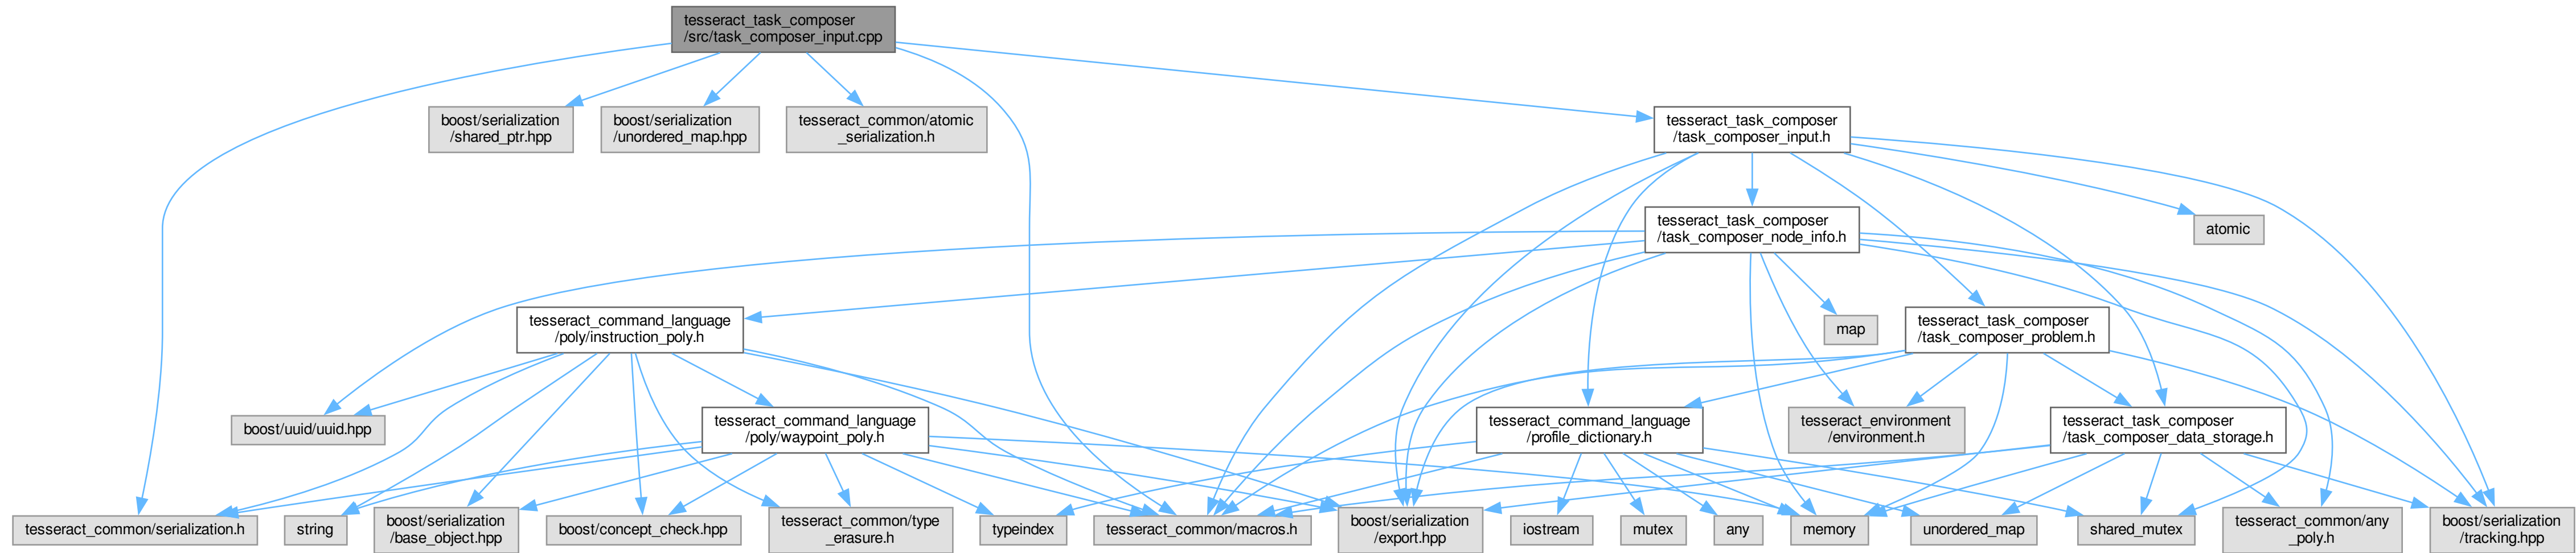 tesseract_task_composer
/src/task_composer_input.cpp
boost/serialization
/shared_ptr.hpp
boost/serialization
/unordered_map.hpp
tesseract_common/atomic
_serialization.h
tesseract_task_composer
/task_composer_input.h
tesseract_task_composer
/task_composer_node_info.h
atomic
tesseract_command_language
/poly/instruction_poly.h
map
tesseract_task_composer
/task_composer_problem.h
boost/uuid/uuid.hpp
tesseract_command_language
/poly/waypoint_poly.h
tesseract_command_language
/profile_dictionary.h
tesseract_environment
/environment.h
tesseract_task_composer
/task_composer_data_storage.h
tesseract_common/serialization.h
string
boost/serialization
/base_object.hpp
boost/concept_check.hpp
tesseract_common/type
_erasure.h
typeindex
tesseract_common/macros.h
boost/serialization
/export.hpp
iostream
mutex
any
memory
unordered_map
shared_mutex
tesseract_common/any
_poly.h
boost/serialization
/tracking.hpp